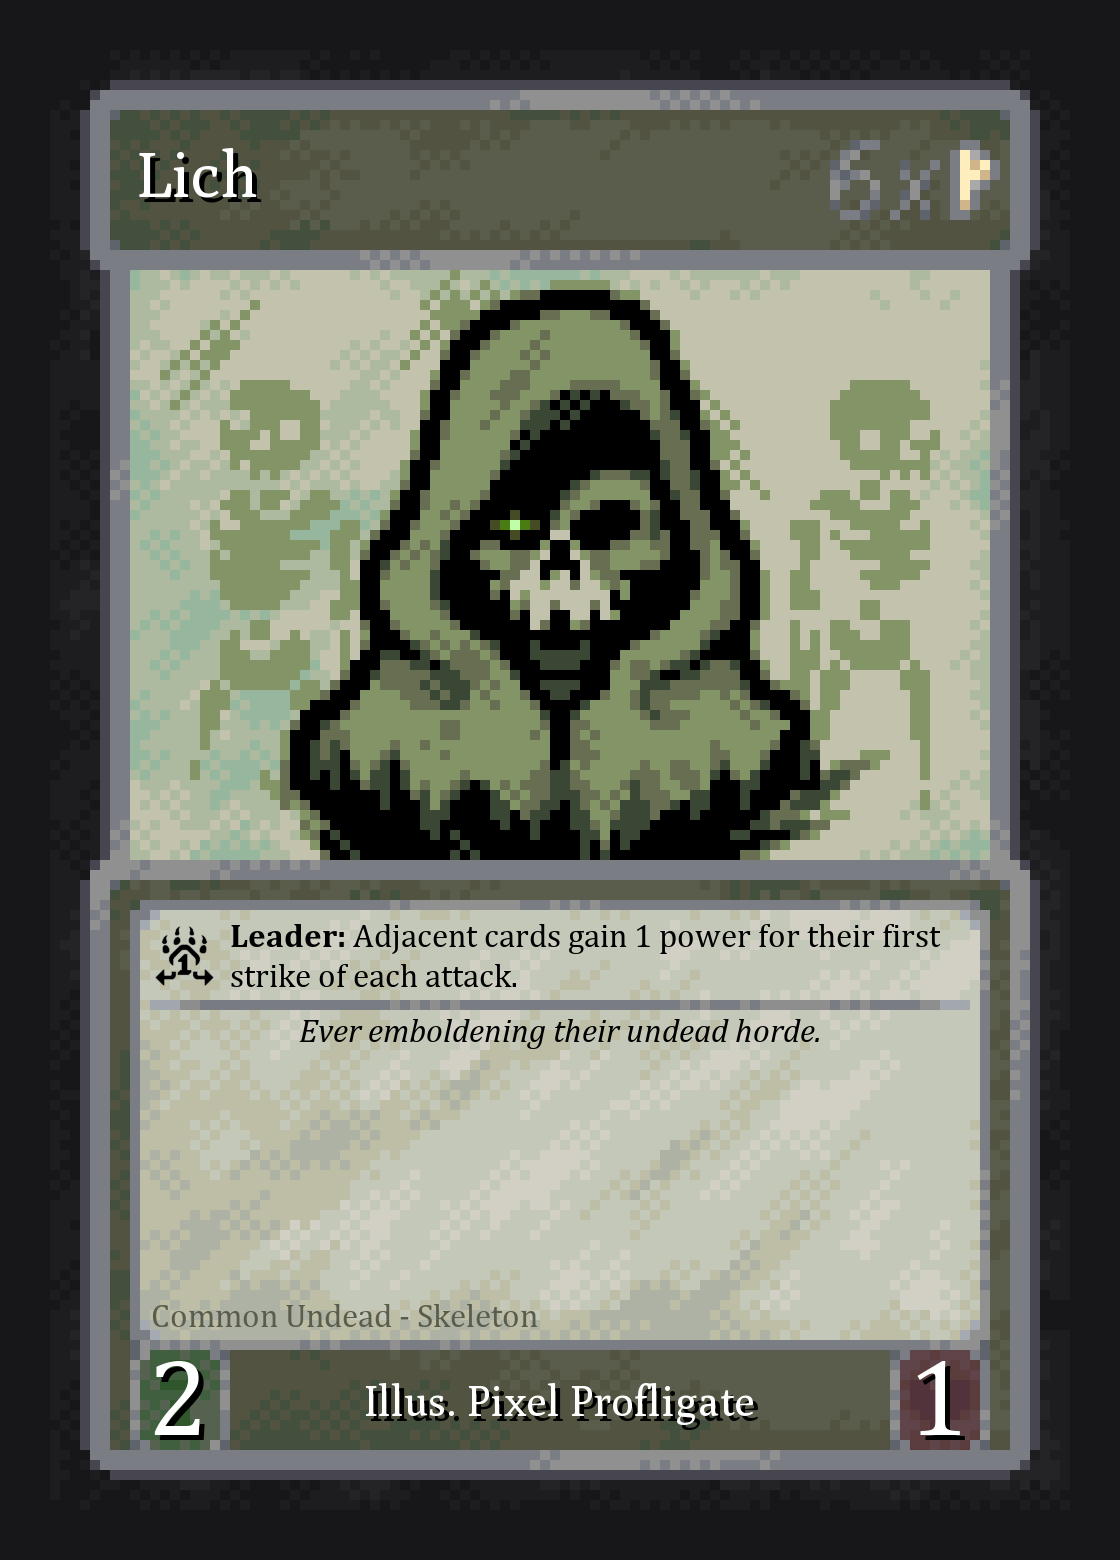 Lich
6x
Leader: Adjacent cards gain 1 power for their first
strike of each attack.
Ever emboldening their undead horde.
Common Undead - Skeleton
2
Illus. Pixel Profligate
1